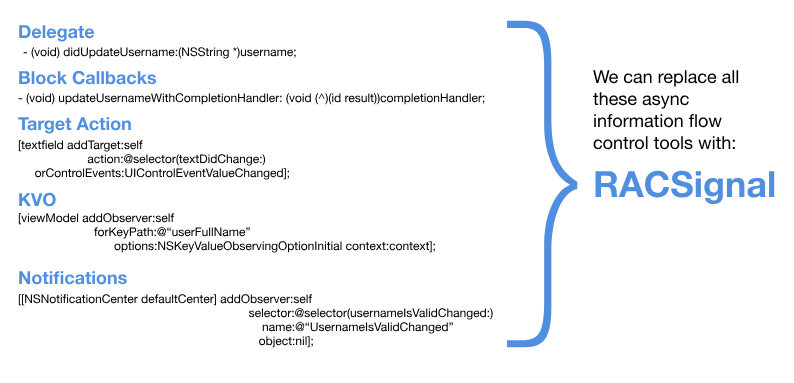 Delegate
- (void) didUpdateUsername:(NSString *)username;
Block Callbacks
- (void) updateUsernameWithCompletionHandler: (void (^)(id result))completionHandler;
Target Action
[textfield addTarget:self
action:@selector(textDidChange:)
orControlEvents:UIControlEventValueChanged];
KVO
[viewModel addObserver:self
forKeyPath:@“userFullName”
options:NSKeyValueObservingOptionInitial context:context];
Notifications
[[NSNotificationCenter defaultCenter] addObserver:self
selector:@selector(usernameIsValidChanged:)
name:@“UsernameIsValidChanged”
object:nil];
We can replace all
these async
information flow
control tools with:
RACSignal